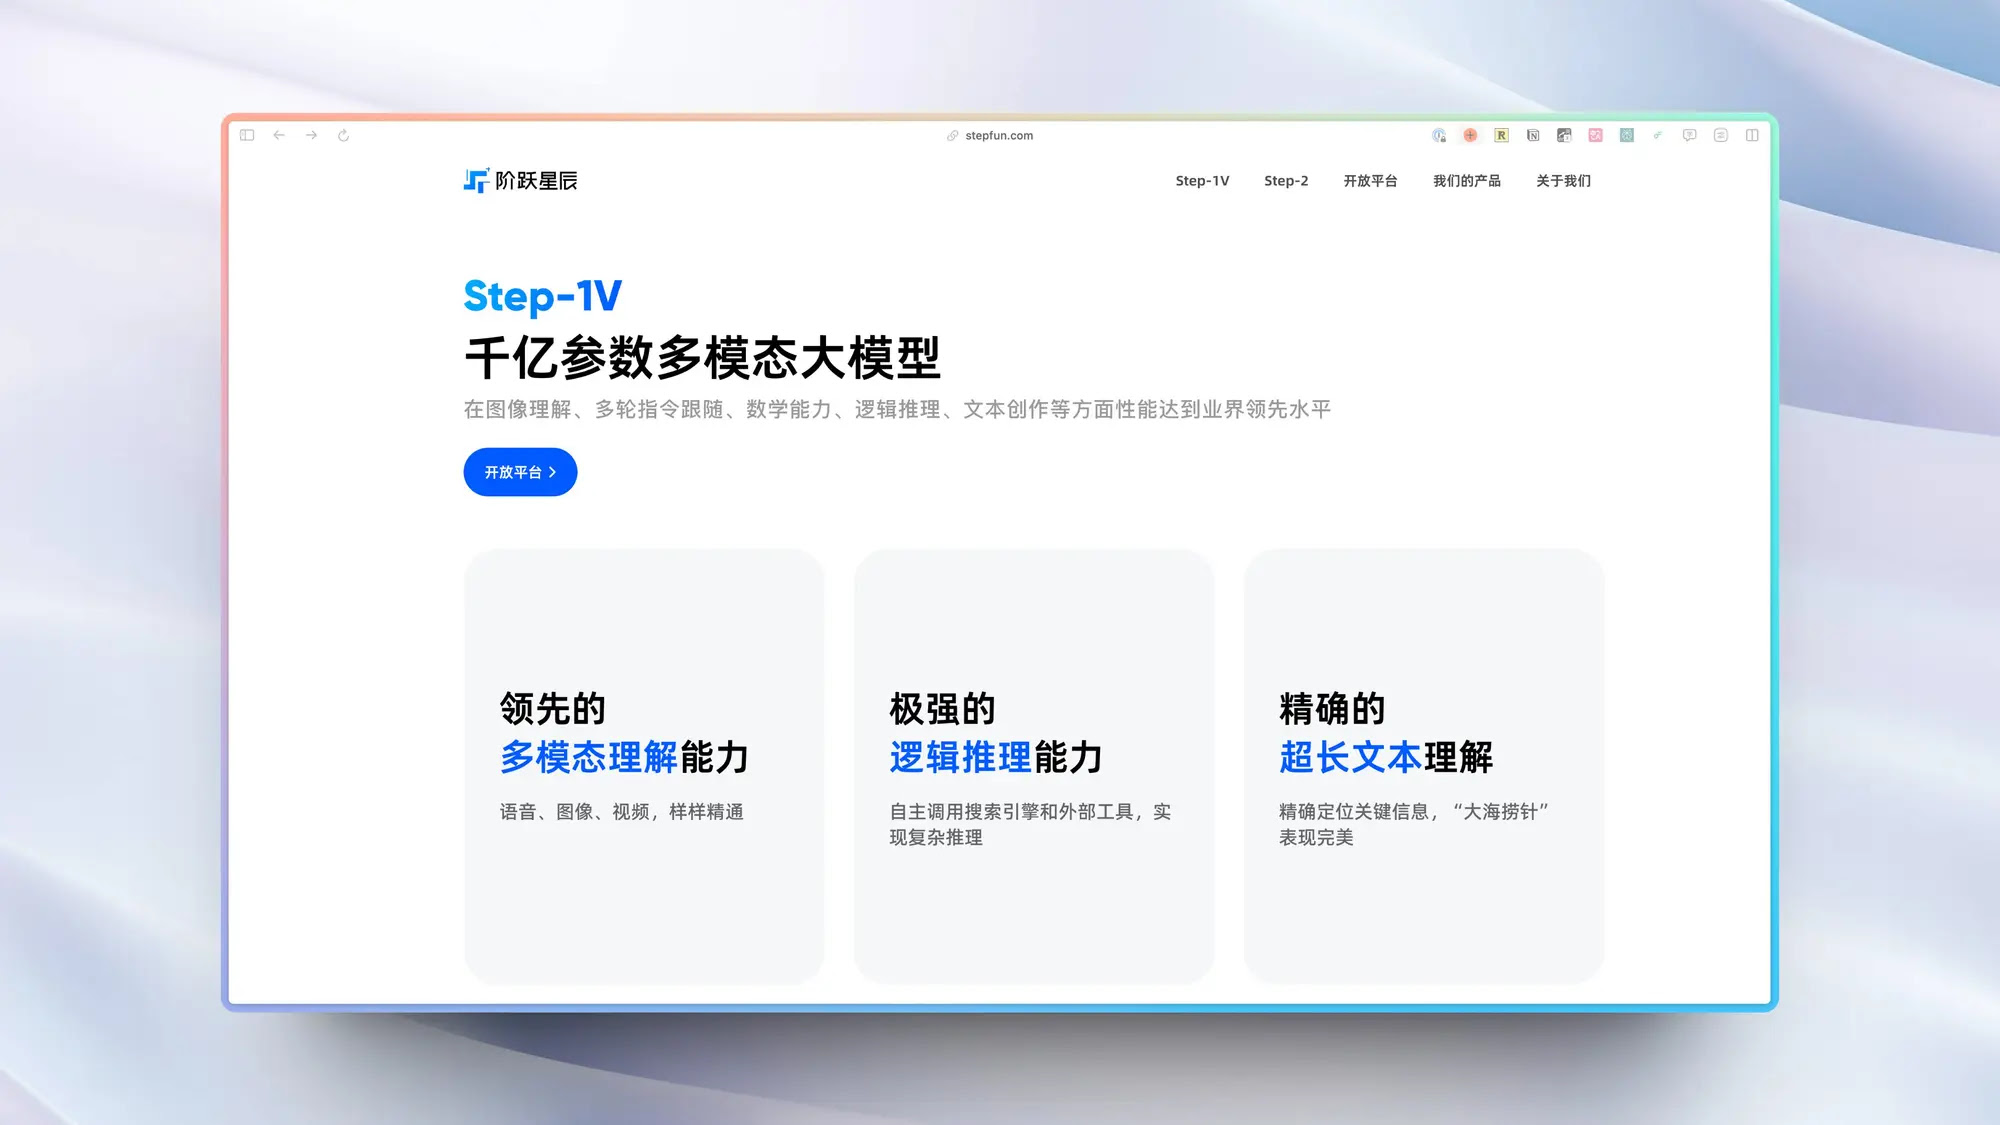 stepfun.com
阶跃星辰
Step-1V
Step-2
开放平台
我们的产品
关于我们
Step-1V
千亿参数多模态大模型
在图像理解、多轮指令跟随、数学能力、逻辑推理、文本创作等方面性能达到业界领先水平
开放平台
领先的
多模态理解能力
语音、图像、视频，样样精通
极强的
逻辑推理能力
自主调用搜索引擎和外部工具，实
现复杂推理
精确的
超长文本理解
精确定位关键信息，“大海捞针”
表现完美